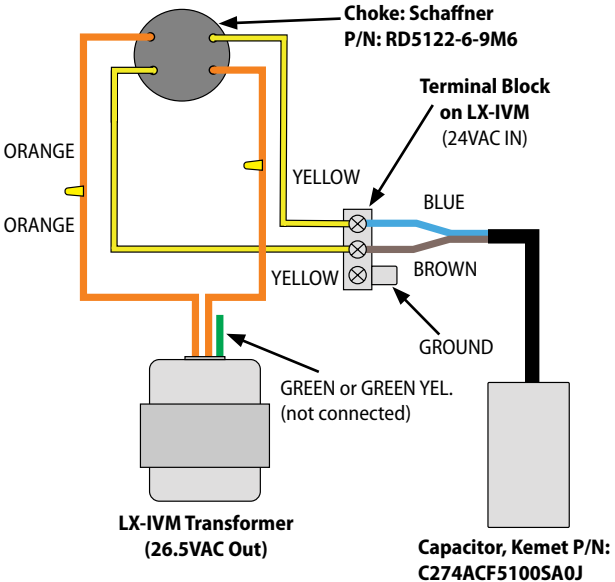 Choke: Schaffner
P/N: RD5122-6-9M6
Terminal Block
on LX-IVM
(24VAC IN)
ORANGE
YELLOW
BLUE
ORANGE
YELLOW
BROWN
GROUND
GREEN or GREEN YEL.
(not connected)
LX-IVM Transformer
(26.5VAC Out)
Capacitor, Kemet P/N:
C274ACF5100SA0J